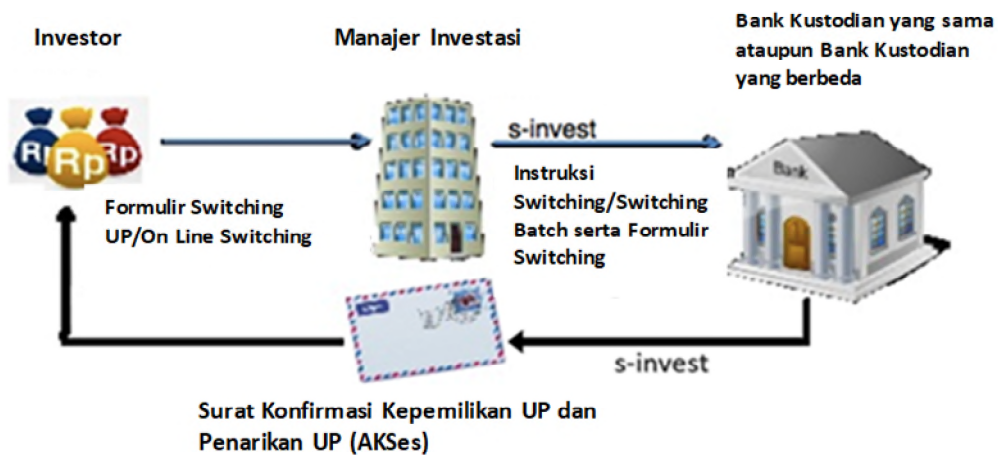 Investor
Manajer Investasi
Bank Kustodian yang sama
ataupun Bank Kustodian
yang berbeda
Rp
Rp
Rp
s-invest
Bank
Formulir Switching
UP/On Line Switching
Instruksi
Switching/Switching
Batch serta Formulir
Switching
s-invest
Surat Konfirmasi Kepemilikan UP dan
Penarikan UP (AKSes)